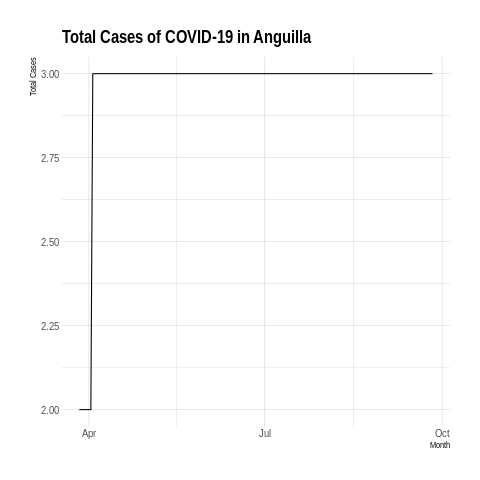 Total Cases of COVID-19 in Anguilla
Total Cases
3.00
2.75
2.50
2.25
2.00
Apr Jul Oct
Month